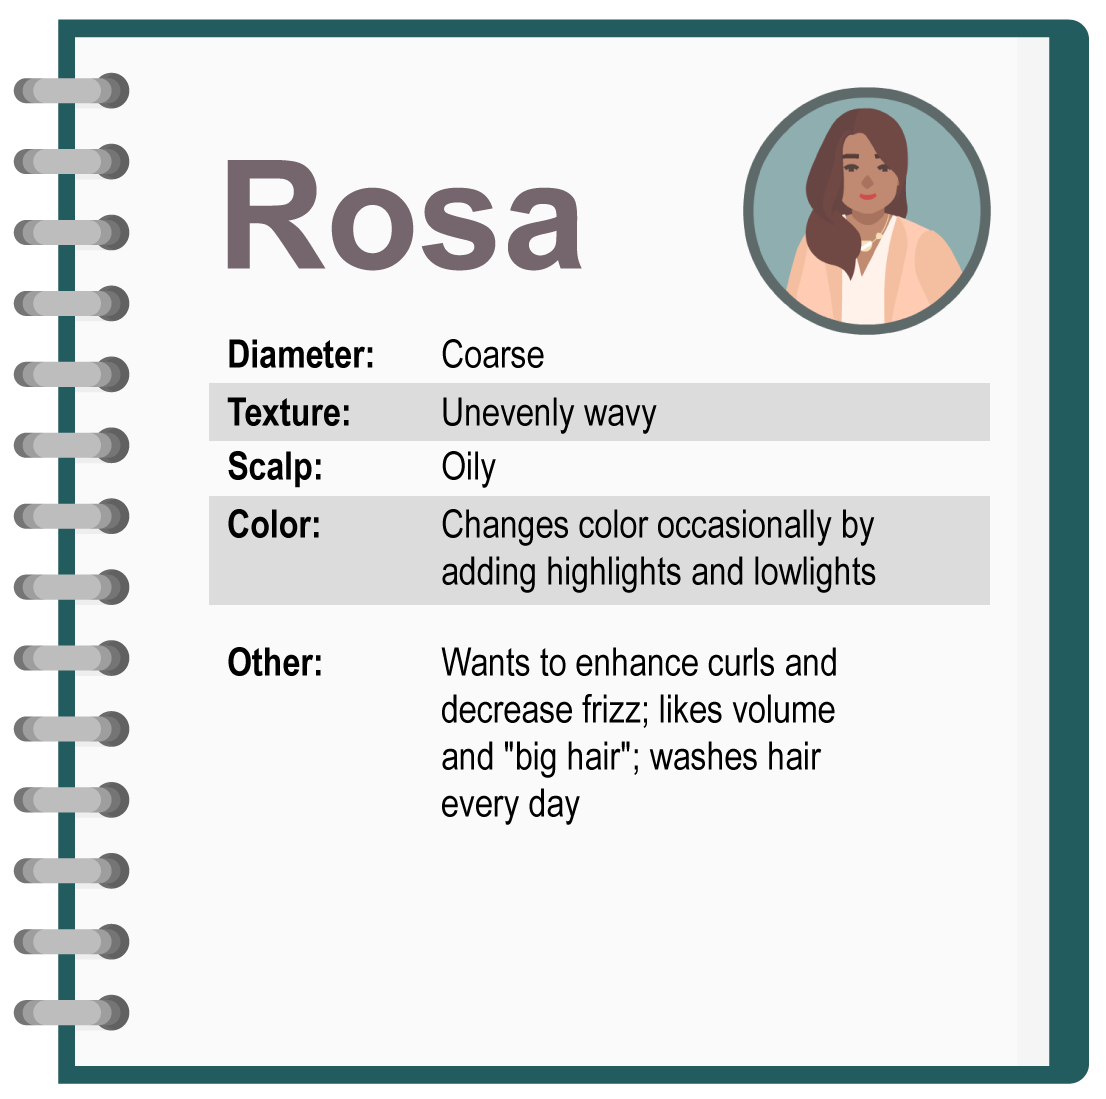 Rosa
Diameter: Coarse
Texture: Unevenly wavy
Scalp: Oily
Color: Changes color occasionally by
adding highlights and lowlights
Other: Wants to enhance curls and
decrease frizz; likes volume
and "big hair"; washes hair
every day